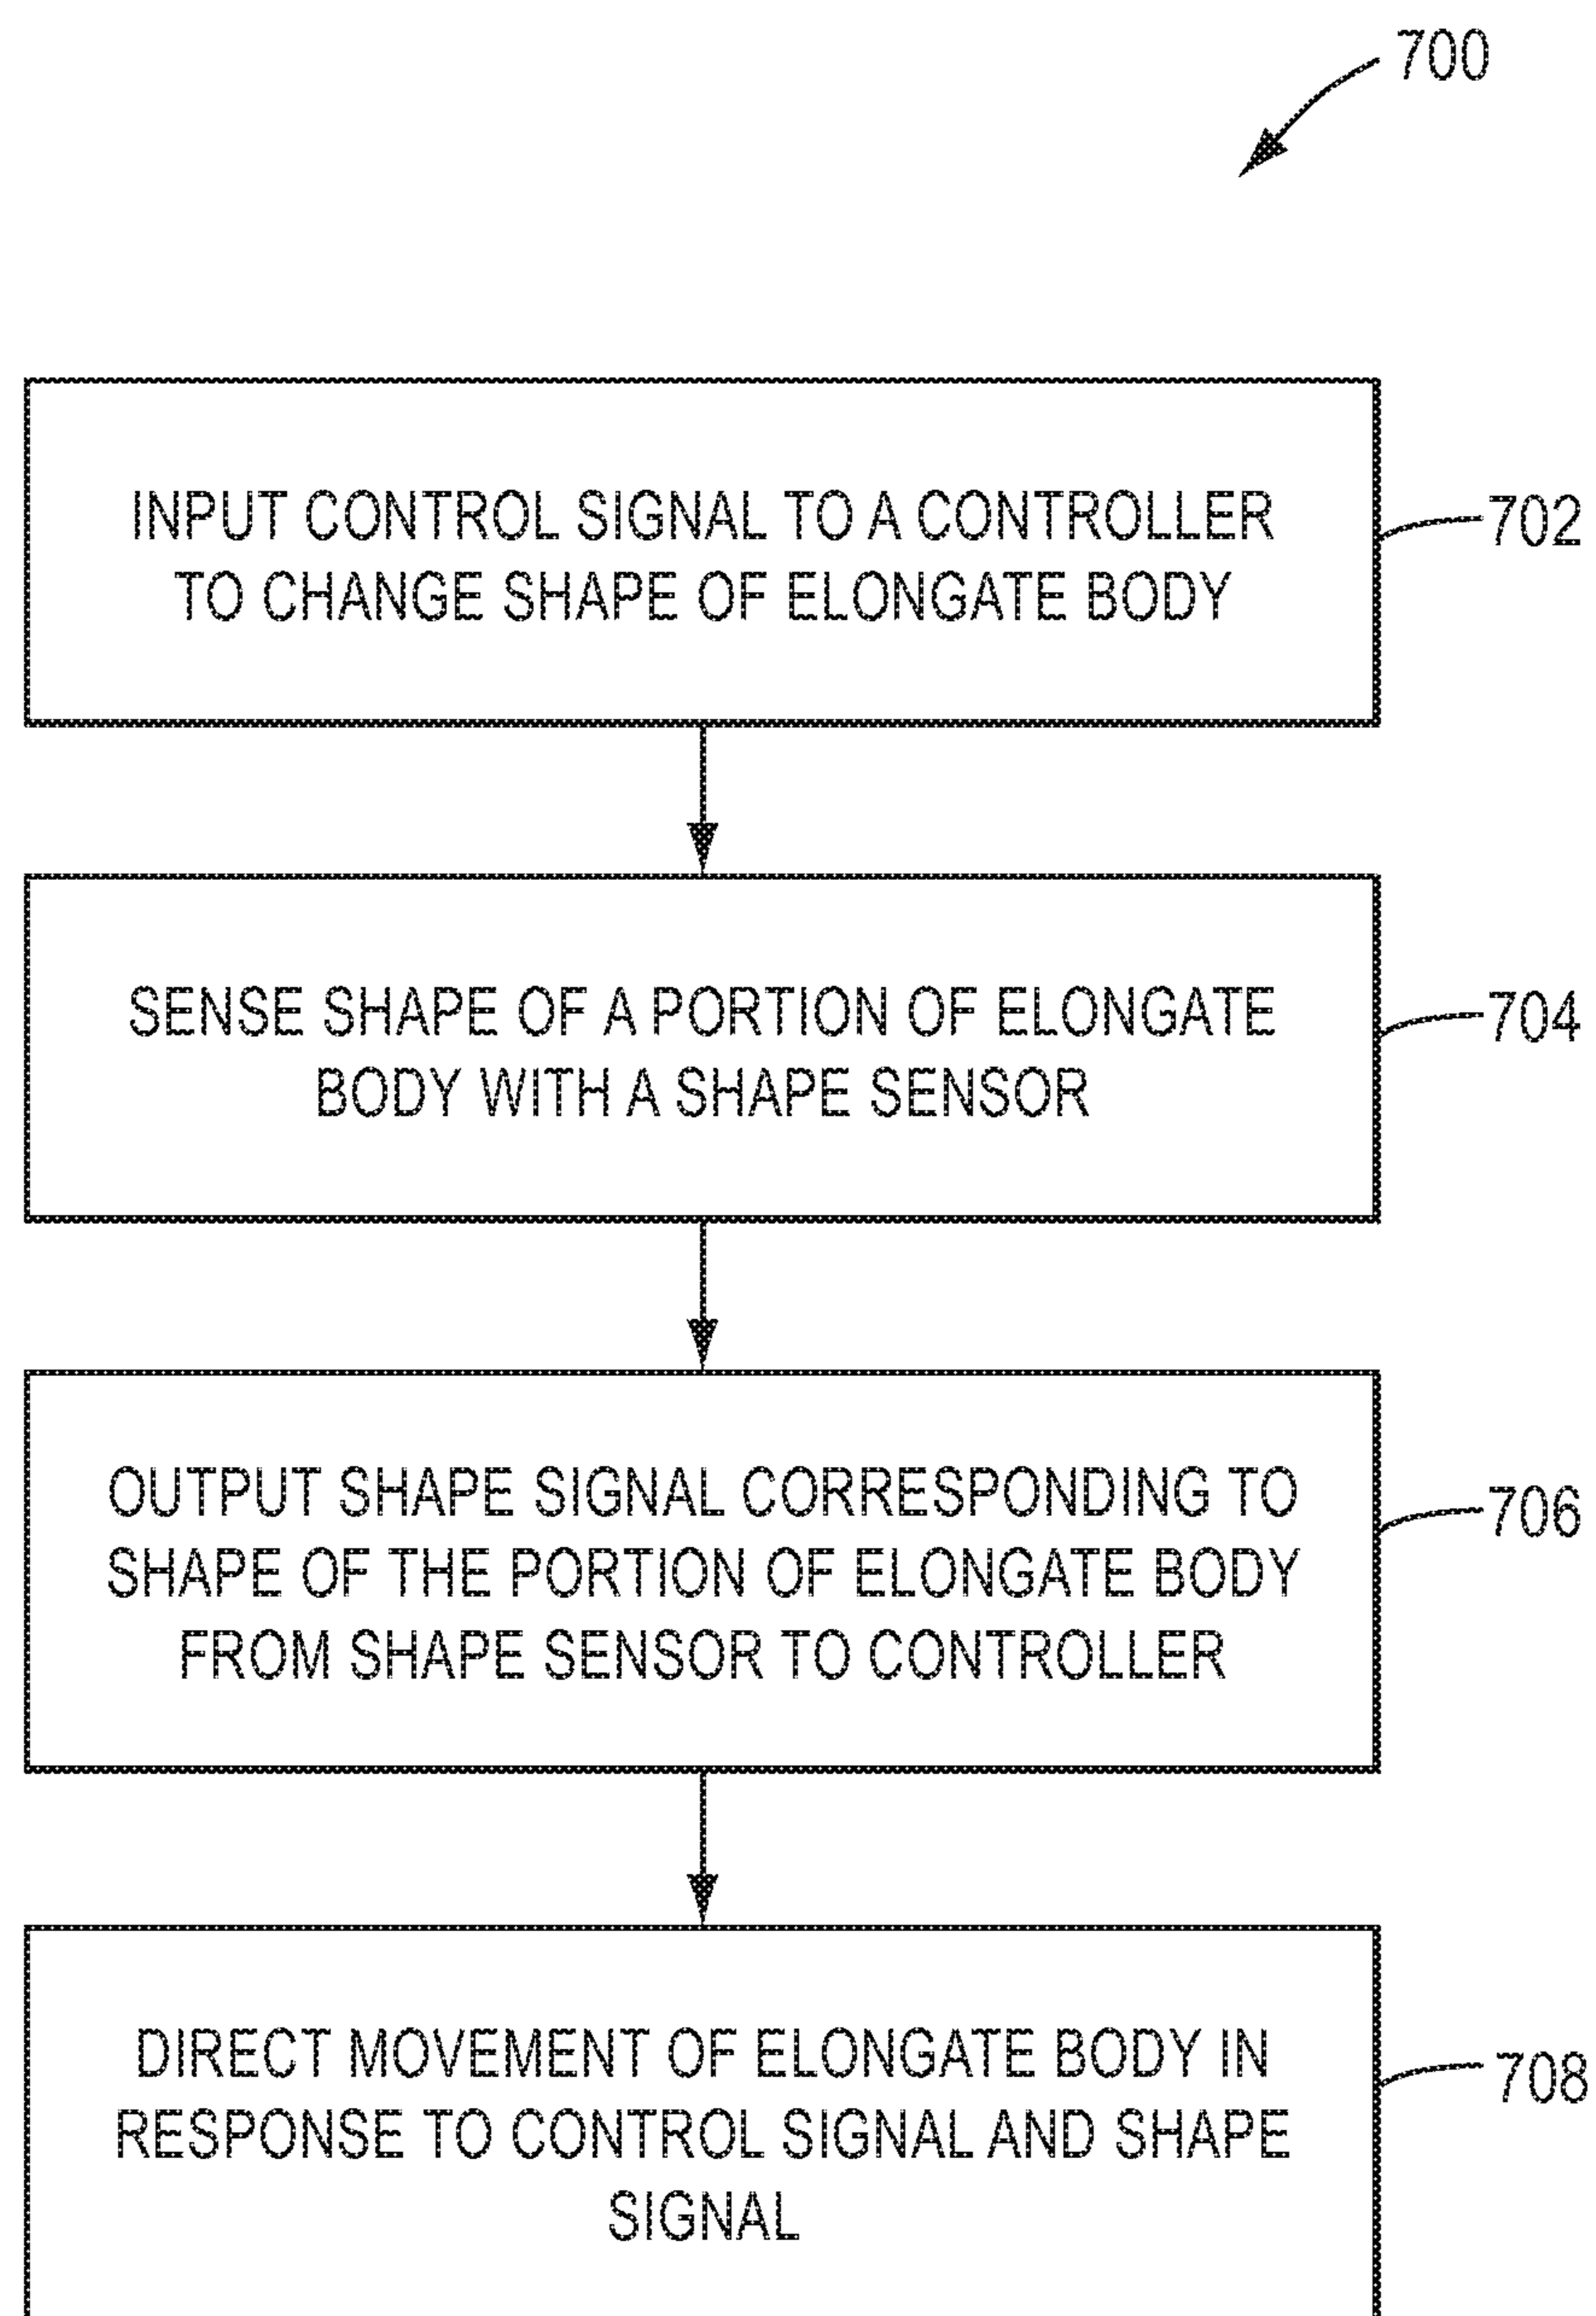 700
INPUT CONTROL SIGNAL TO A CONTROLLER
TO CHANGE SHAPE OF ELONGATE BODY
702
SENSE SHAPE OF A PORTION OF ELONGATE
BODY WITH A SHAPE SENSOR
704
OUTPUT SHAPE SIGNAL CORRESPONDING TO
SHAPE OF THE PORTION OF ELONGATE BODY
FROM SHAPE SENSOR TO CONTROLLER
706
DIRECT MOVEMENT OF ELONGATE BODY IN
RESPONSE TO CONTROL SIGNAL AND SHAPE
SIGNAL
708